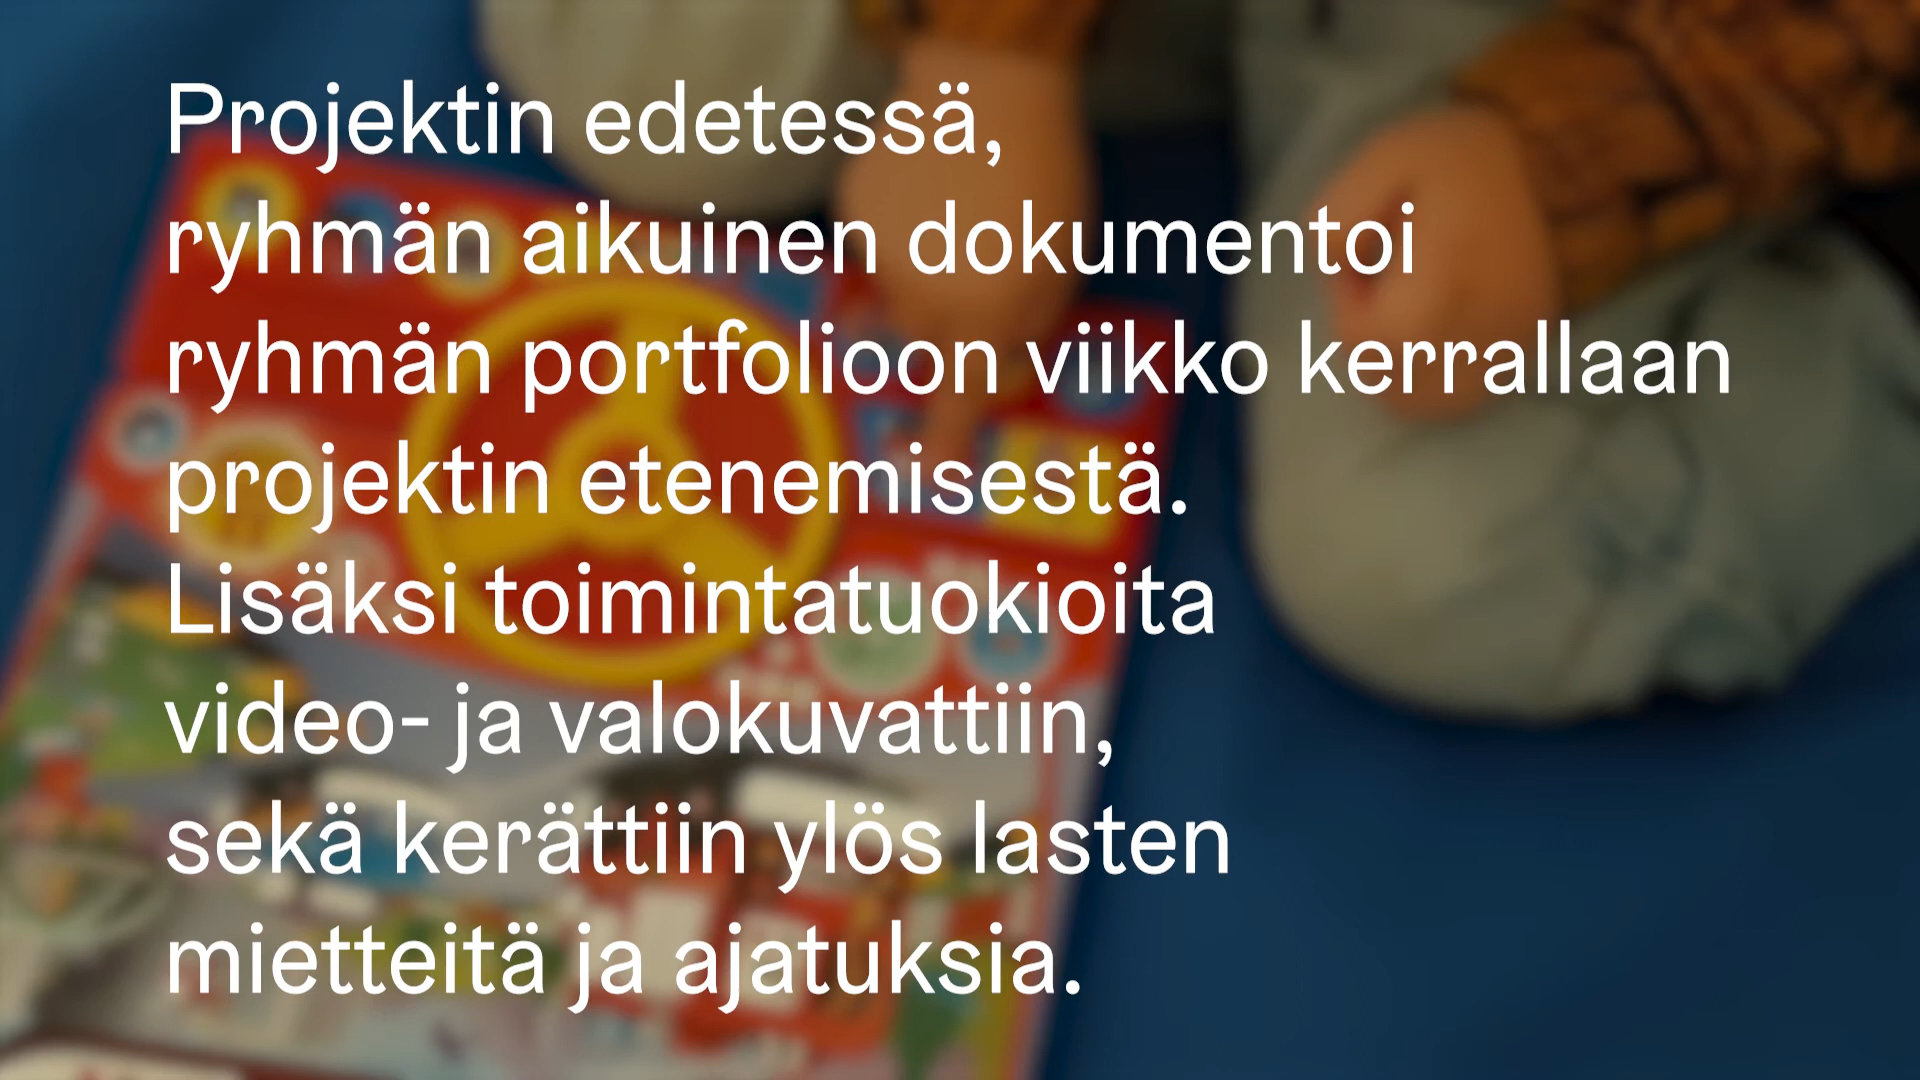 Projektin edetessä,
ryhmän aikuinen dokumentoi
ryhmän portfolioon viikko kerrallaan
projektin etenemisestä.
Lisäksi toimintatuokioita
video- ja valokuvattiin,
sekä kerättiin ylös lasten
mietteitä ja ajatuksia.